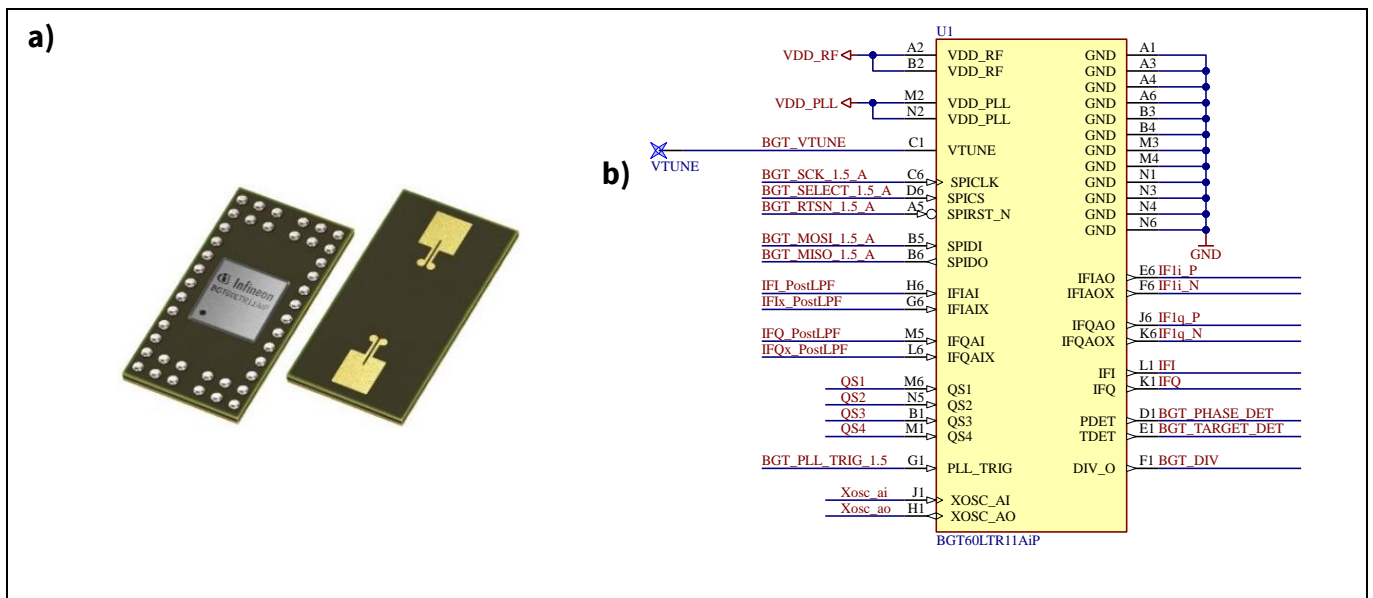 a)
b)
Infineon
BGT60LTR11AiP
U1
VDD_RF A2 VDD_RF
B2 VDD_RF
VDD_PLL M2 VDD_PLL
N2 VDD_PLL
VTUNE BGT_VTUNE C1 VTUNE
BGT_SCK_1.5_A C6 SPICLK
BGT_SELECT_1.5_A D6 SPICS
BGT_RTSN_1.5_A A5 SPIRST_N
BGT_MOSI_1.5_A B5 SPIDI
BGT_MISO_1.5_A B6 SPIDO
IFI_PostLPF H6 IFIAI
IFIx_PostLPF G6 IFIAIX
IFQ_PostLPF M5 IFQAI
IFQx_PostLPF L6 IFQAIX
QS1 M6 QS1
QS2 N5 QS2
QS3 B1 QS3
QS4 M1 QS4
BGT_PLL_TRIG_1.5 G1 PLL_TRIG
Xosc_ai J1 XOSC_AI
Xosc_ao H1 XOSC_AO
GND A1
GND A3
GND A4
GND A6
GND B3
GND B4
GND M3
GND M4
GND N1
GND N3
GND N4
GND N6
GND
IFIAO E6 IF1i_P
IFIAOX F6 IF1i_N
IFQAO J6 IF1q_P
IFQAOX K6 IF1q_N
IFI L1 IFI
IFQ K1 IFQ
PDET D1 BGT_PHASE_DET
TDET E1 BGT_TARGET_DET
DIV_O F1 BGT_DIV
BGT60LTR11AiP